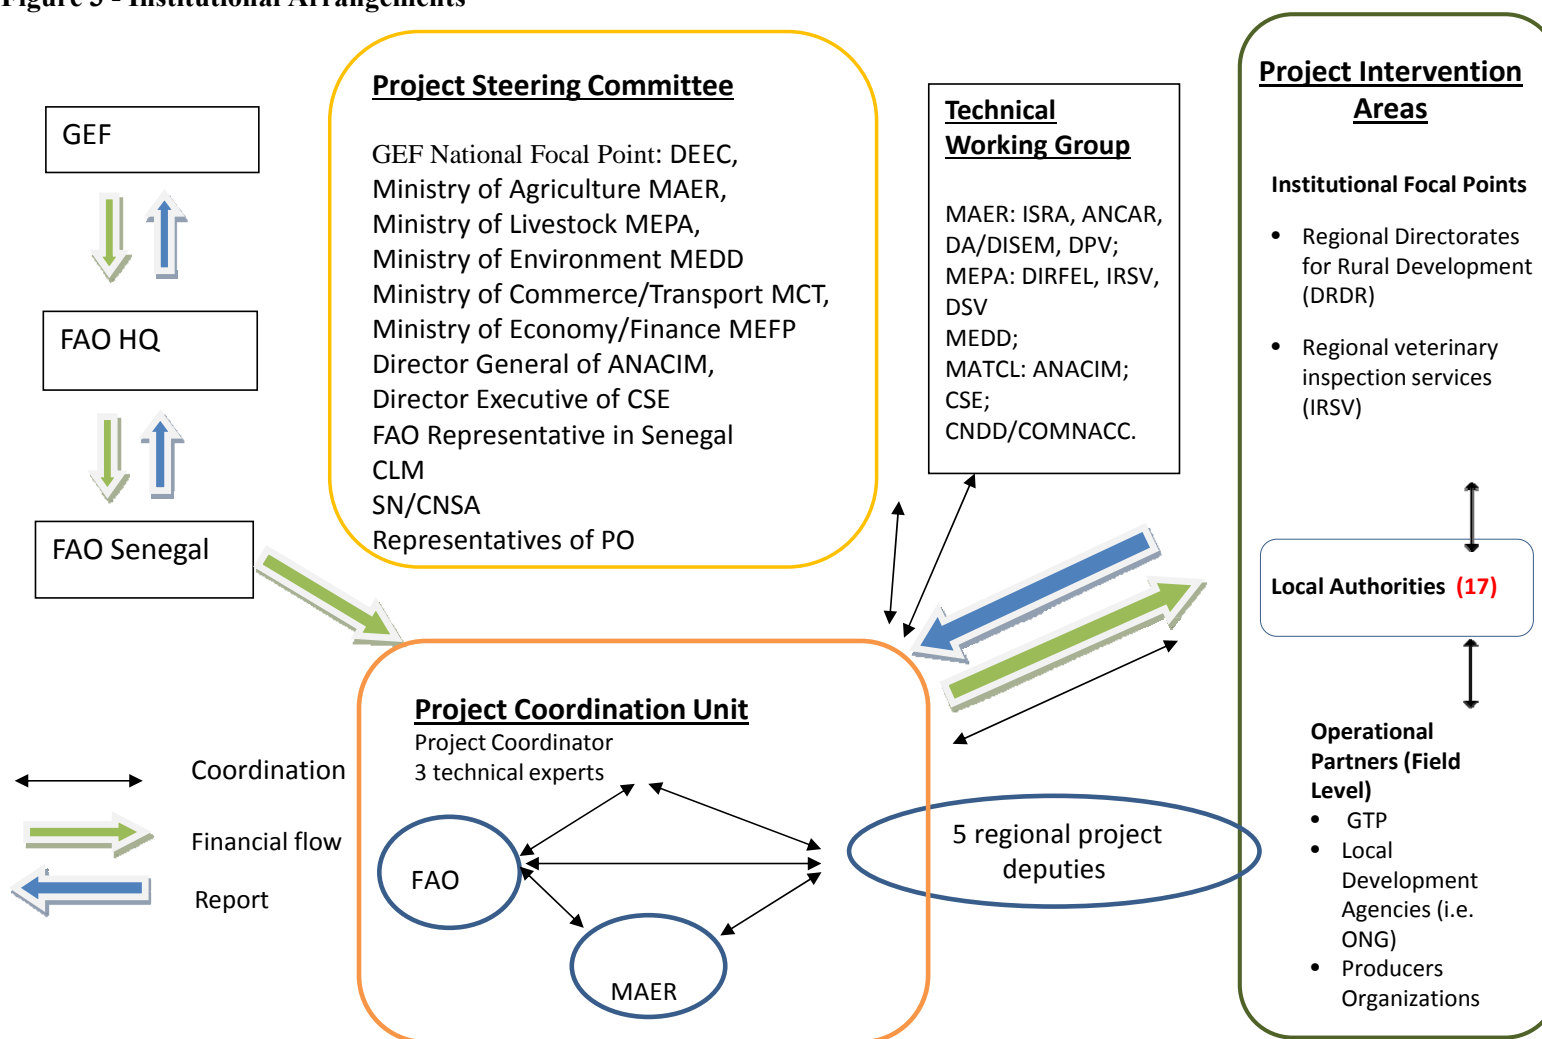 Figure 3 - Institutional Arrangements
GEF
FAO HQ
FAO Senegal
Project Steering Committee
GEF National Focal Point: DEEC,
Ministry of Agriculture MAER,
Ministry of Livestock MEPA,
Ministry of Environment MEDD
Ministry of Commerce/Transport MCT,
Ministry of Economy/Finance MEFP
Director General of ANACIM,
Director Executive of CSE
FAO Representative in Senegal
CLM
SN/CNSA
Representatives of PO
Technical
Working Group
MAER: ISRA, ANCAR,
DA/DISEM, DPV;
MEPA: DIRFEL, IRSV,
DSV
MEDD;
MATCL: ANACIM;
CSE;
CNDD/COMNACC.
Project Intervention
Areas
Institutional Focal Points
• Regional Directorates
for Rural Development
(DRDR)
• Regional veterinary
inspection services
(IRSV)
Local Authorities (17)
Operational
Partners (Field
Level)
• GTP
• Local
Development
Agencies (i.e.
ONG)
• Producers
Organizations
Project Coordination Unit
Project Coordinator
3 technical experts
FAO
MAER
5 regional project
deputies
Coordination
Financial flow
Report